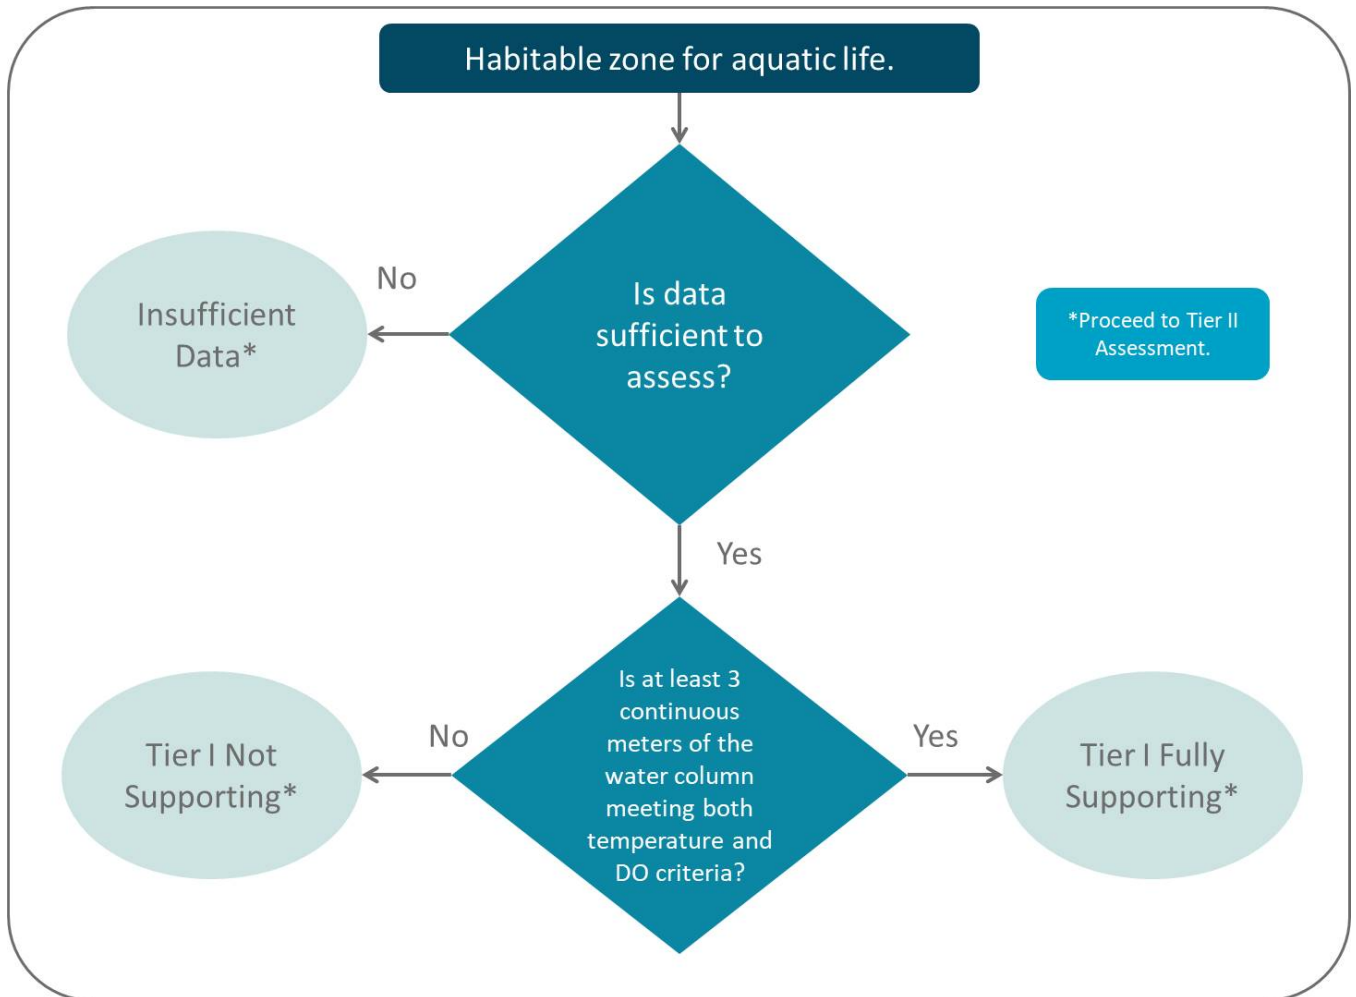 Habitable zone for aquatic life.
No
Insufficient
Data*
Is data
sufficient to
assess?
*Proceed to Tier II
Assessment.
Yes
Is at least 3
continuous
meters of the
water column
meeting both
temperature and
DO criteria?
No
Tier I Not
Supporting*
Yes
Tier I Fully
Supporting*